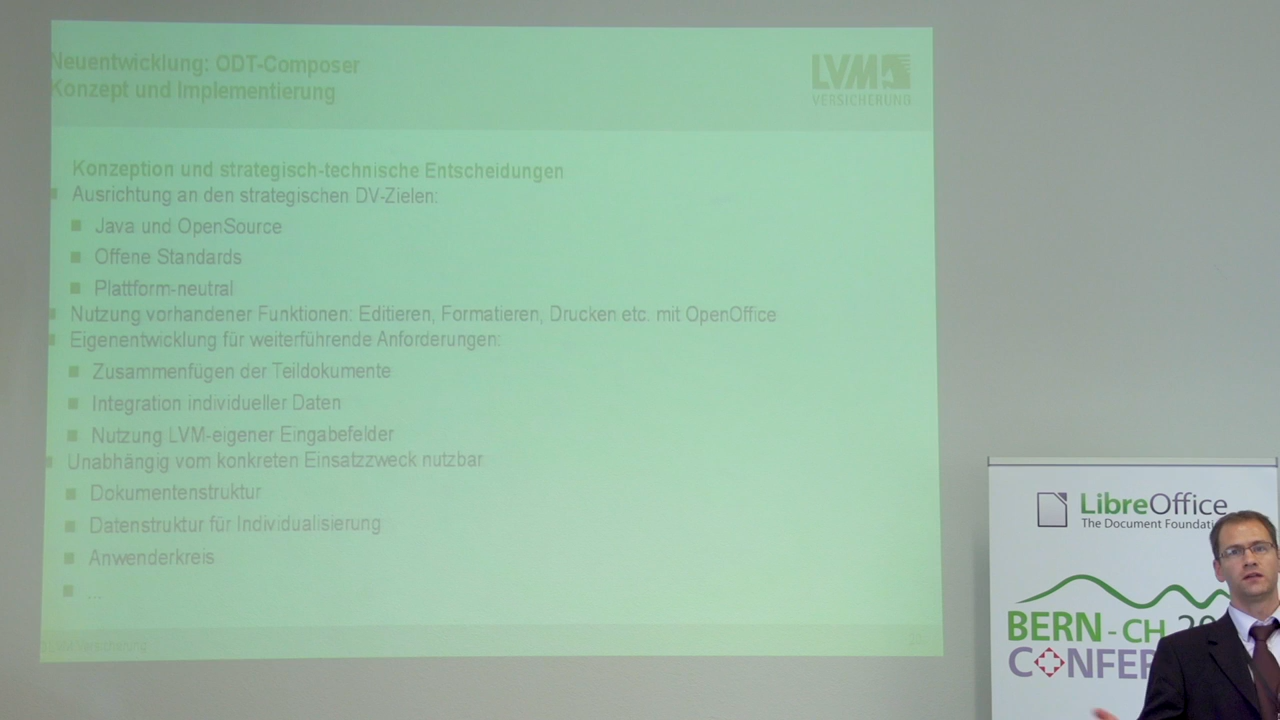 Neuentwicklung: ODT-Composer
Konzept und Implementierung
LVM
VERSICHERUNG
Konzeption und strategisch-technische Entscheidungen
Ausrichtung an den strategischen DV-Zielen:
Java und OpenSource
Offene Standards
Plattform-neutral
Nutzung vorhandener Funktionen: Editieren, Formatieren, Drucken etc. mit OpenOffice
Eigenentwicklung für weiterführende Anforderungen:
Zusammenfügen der Teildokumente
Integration individueller Daten
Nutzung LVM-eigener Eingabefelder
Unabhängig vom konkreten Einsatzzweck nutzbar
Dokumentenstruktur
Datenstruktur für Individualisierung
Anwenderkreis
...
Versicherung
LibreOffice
The Document Foundati
BERN - CH 20
CONFE